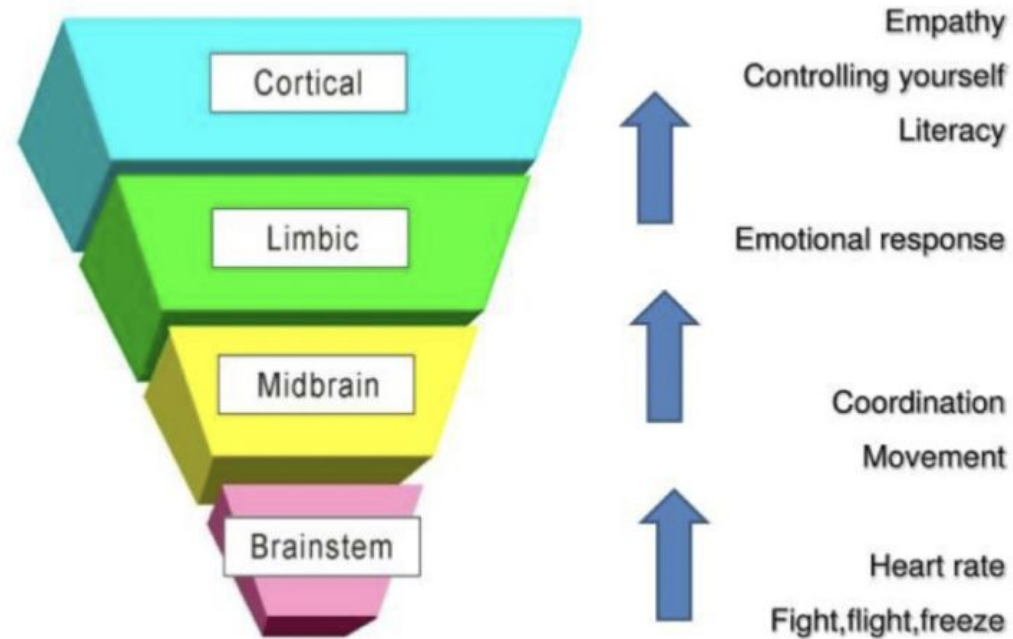 Empathy
Cortical
Controlling yourself
Literacy
Limbic
Emotional response
Midbrain
Coordination
Movement
Brainstem
Heart rate
Fight,flight,freeze